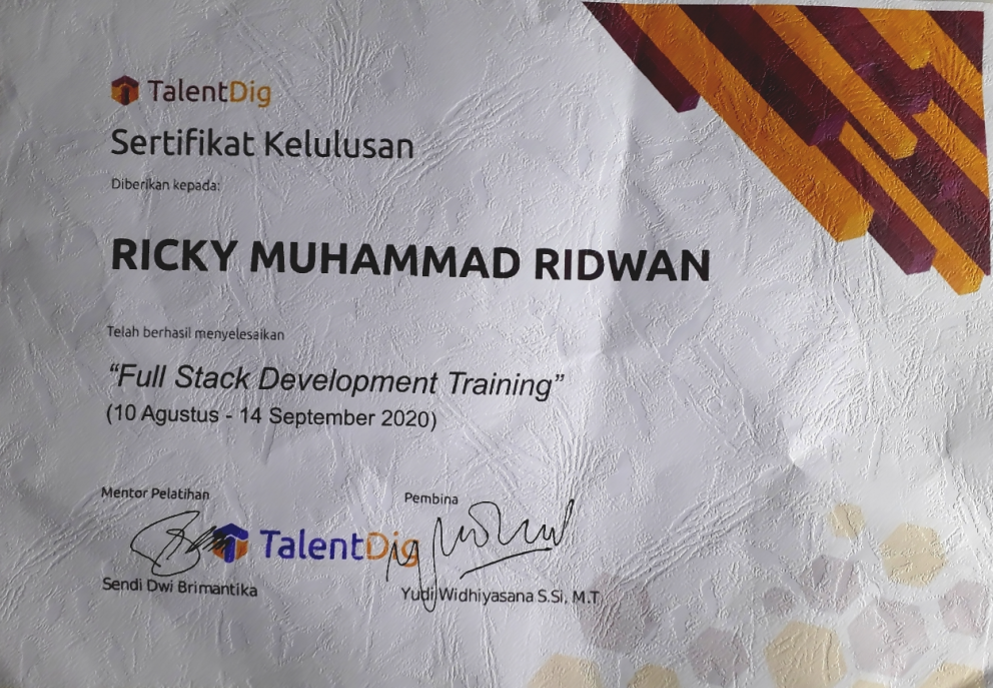 TalentDig
Sertifikat Kelulusan
Diberikan kepada:
RICKY MUHAMMAD RIDWAN
Telah berhasil menyelesaikan
“Full Stack Development Training”
(10 Agustus - 14 September 2020)
Mentor Pelatihan
Pembina
TalentDig
Sendi Dwi Brimantika
Yudi Widhiyasana S.Si, M.T